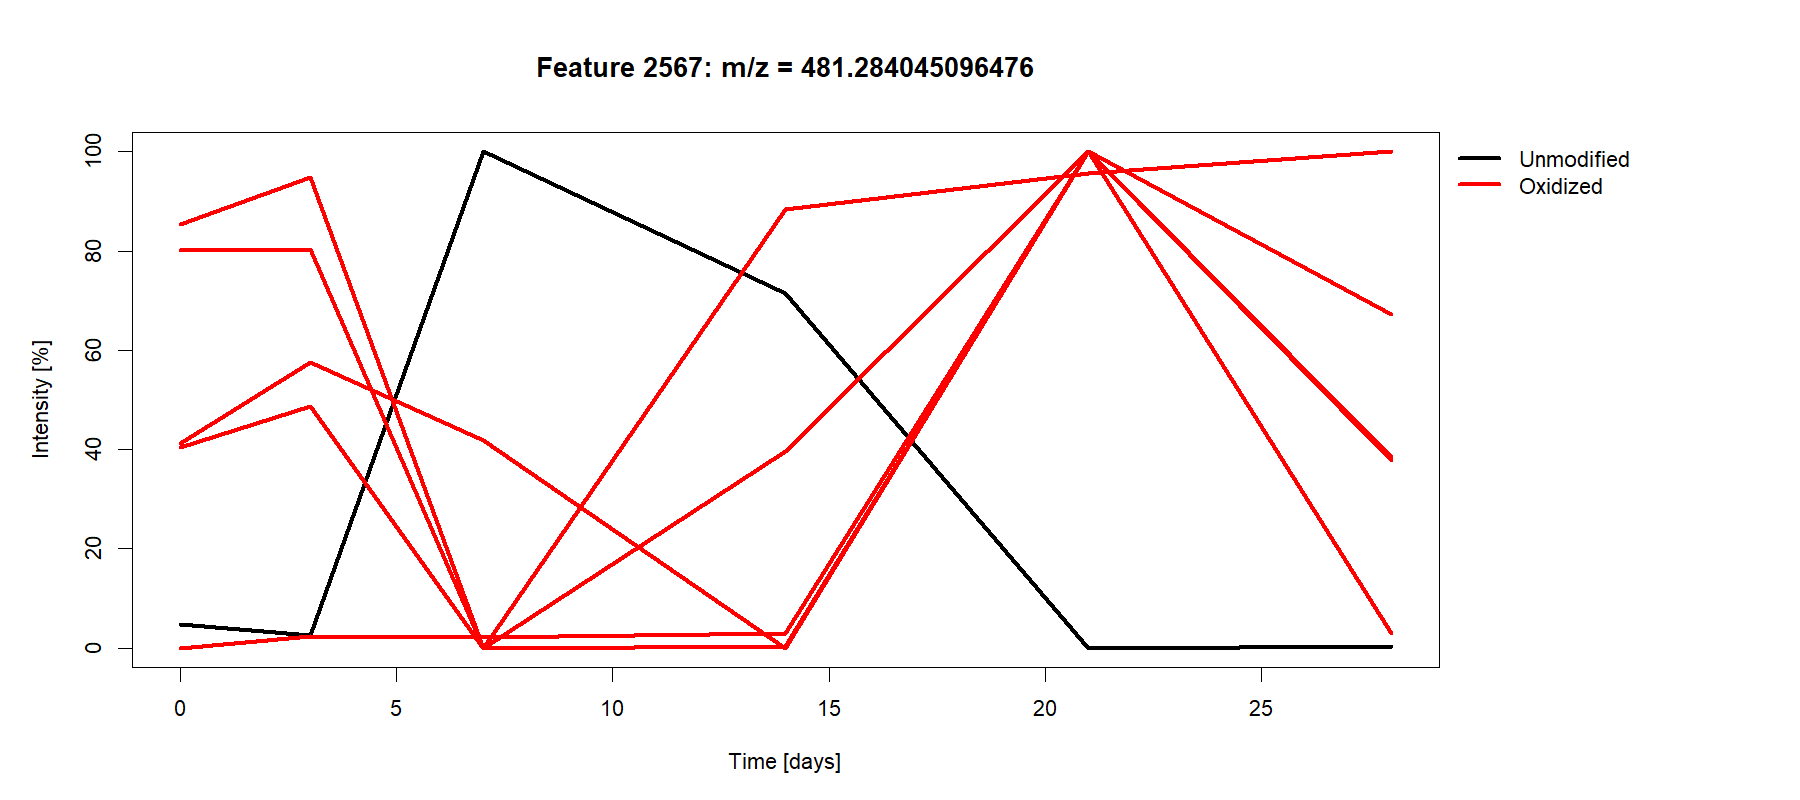 Feature 2567: m/z = 481.284045096476
Unmodified
Oxidized
Intensity [%]
100
80
60
40
20
0
0 5 10 15 20 25
Time [days]